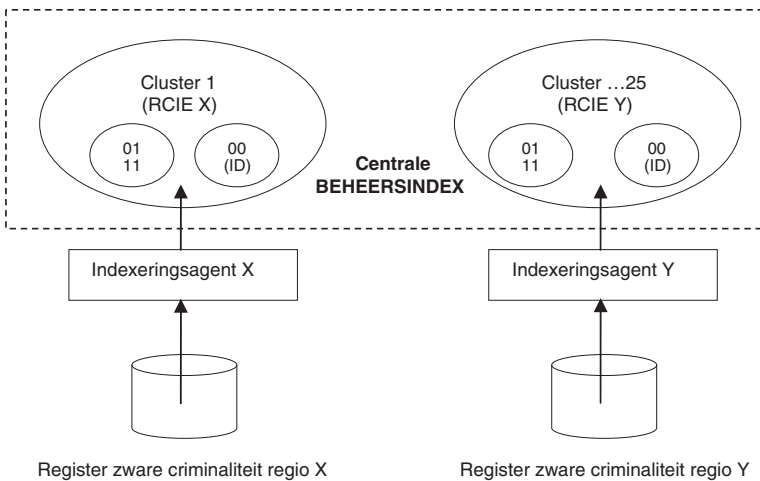 Cluster 1
(RCIE X)
01
11
00
(ID)
Cluster ...25
(RCIE Y)
01
11
00
(ID)
Centrale
BEHEERSINDEX
Indexeringsagent X
Indexeringsagent Y
Register zware criminaliteit regio X
Register zware criminaliteit regio Y